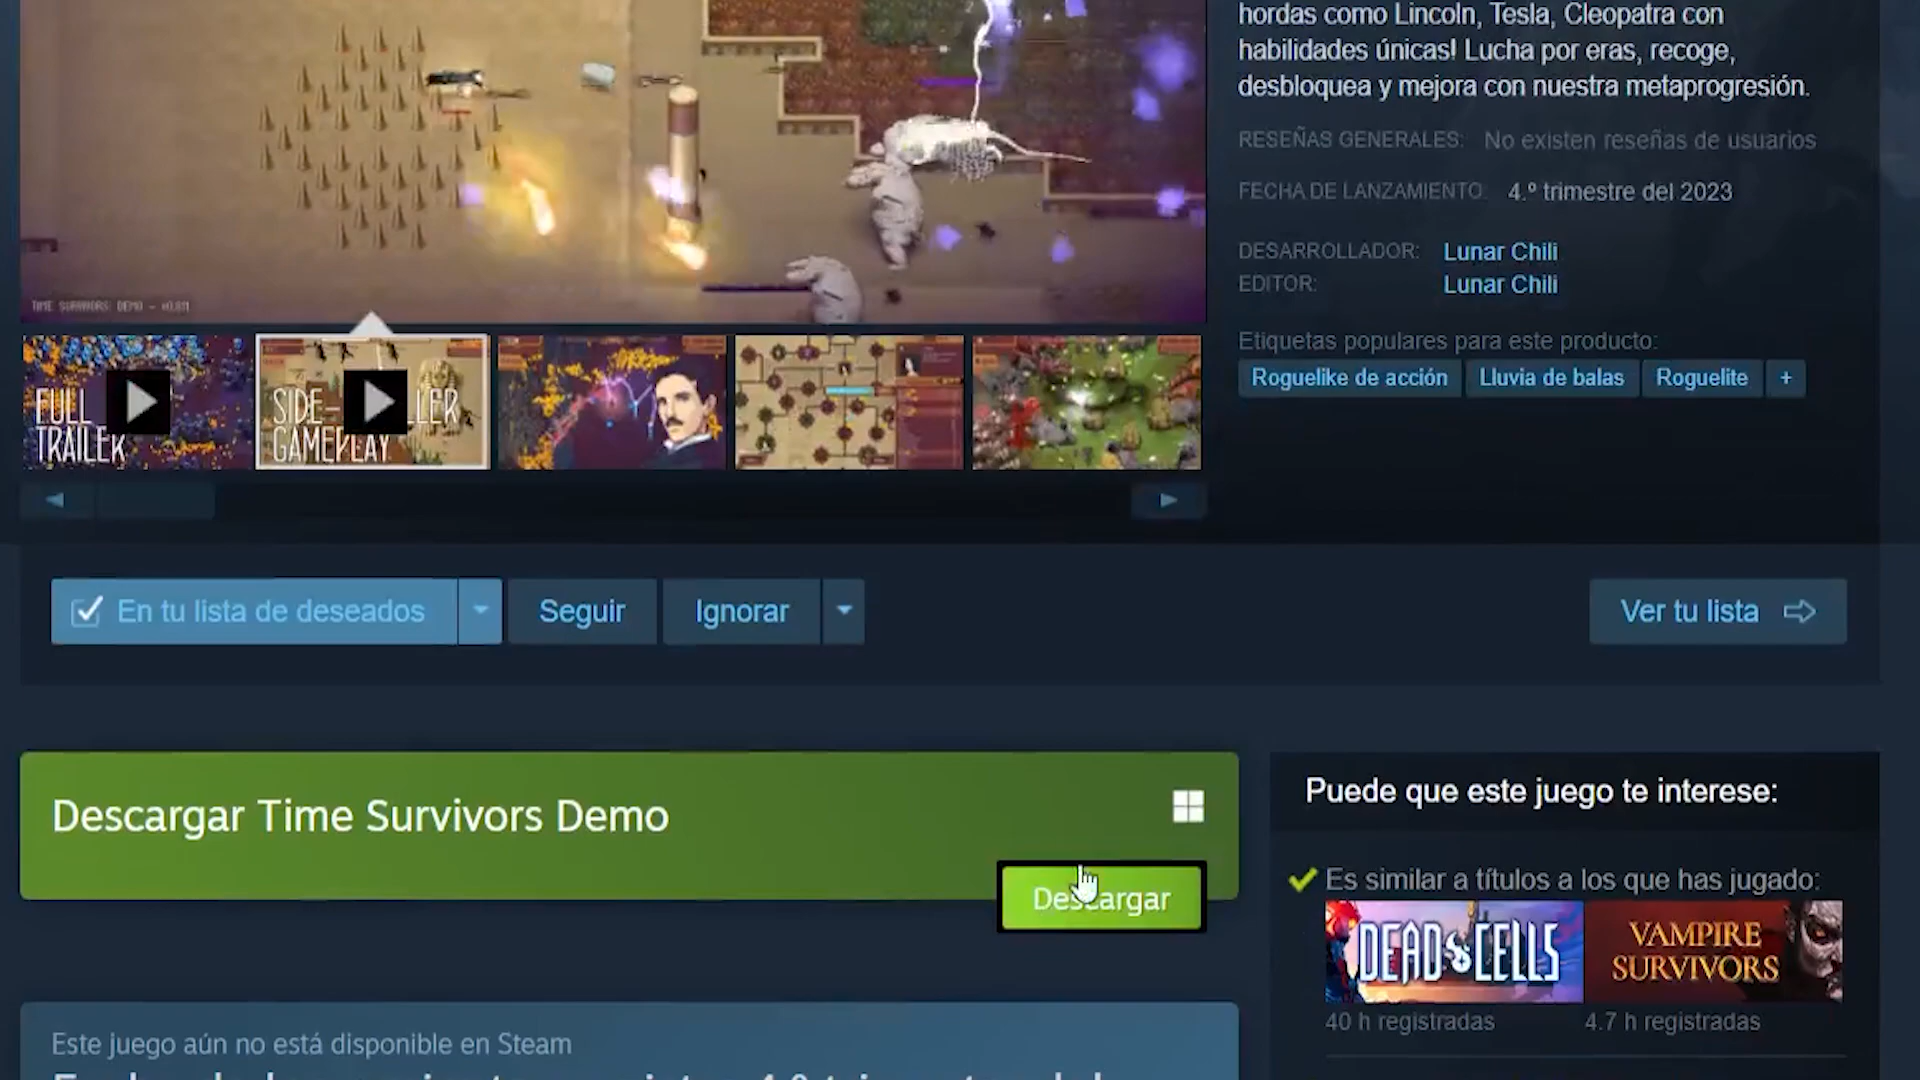 hordas como Lincoln, Tesla, Cleopatra con
habilidades únicas! Lucha por eras, recoge,
desbloquea y mejora con nuestra metaprogresión.
RESEÑAS GENERALES: No existen reseñas de usuarios
FECHA DE LANZAMIENTO: 4.º trimestre del 2023
DESARROLLADOR: Lunar Chili
EDITOR: Lunar Chili
Etiquetas populares para este producto:
Roguelike de acción Lluvia de balas Roguelite +
TIME SURVIVORS: DEMO -
FULL
TRAILER
SIDE-
GAMEPLAY
En tu lista de deseados Seguir Ignorar Ver tu lista
Descargar Time Survivors Demo
Descargar
Puede que este juego te interese:
Es similar a títulos a los que has jugado:
DEAD CELLS
VAMPIRE
SURVIVORS
40 h registradas 4.7 h registradas
Este juego aún no está disponible en Steam